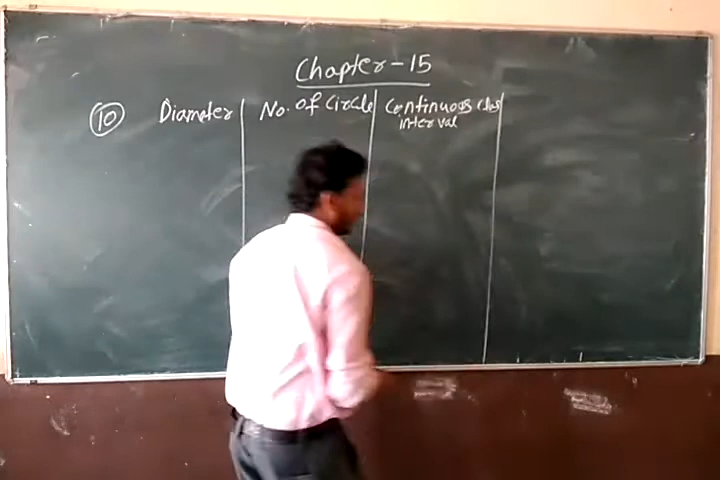 Chapter-15
10 Diameter No. of Circle Continuous class
interval